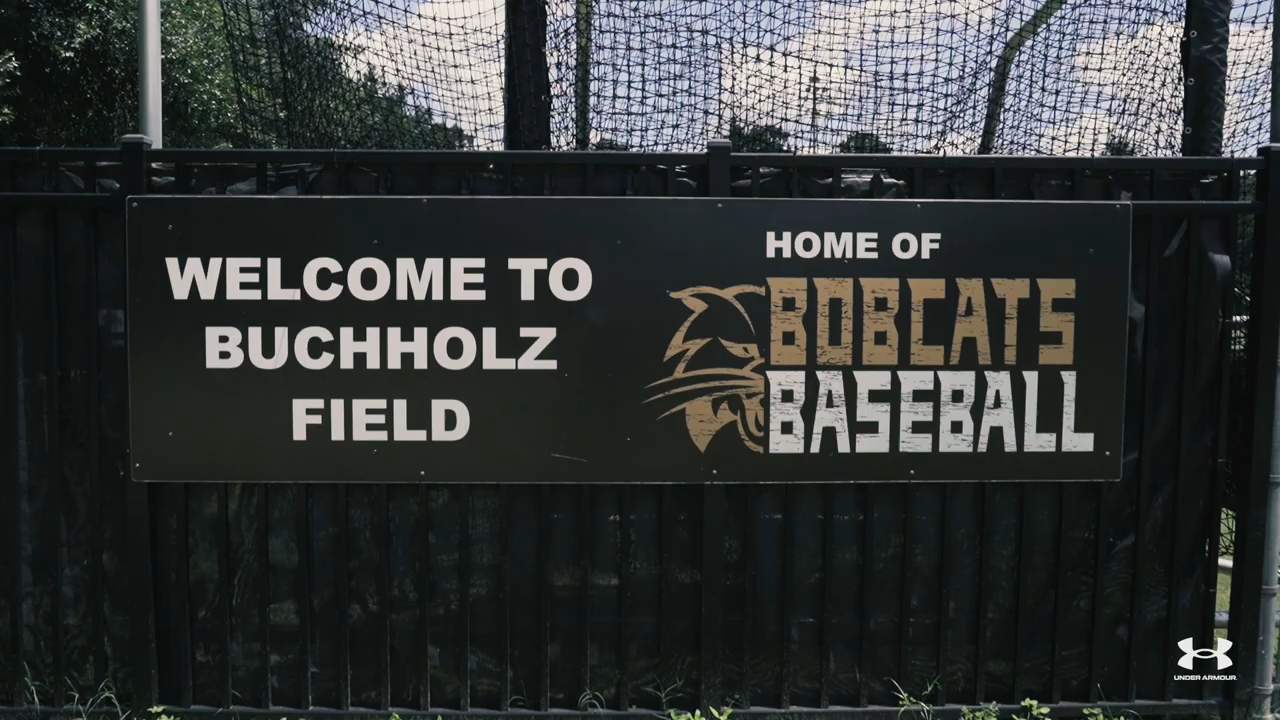 WELCOME TO
BUCHHOLZ
FIELD
HOME OF
BOBCATS
BASEBALL
UNDER ARMOUR